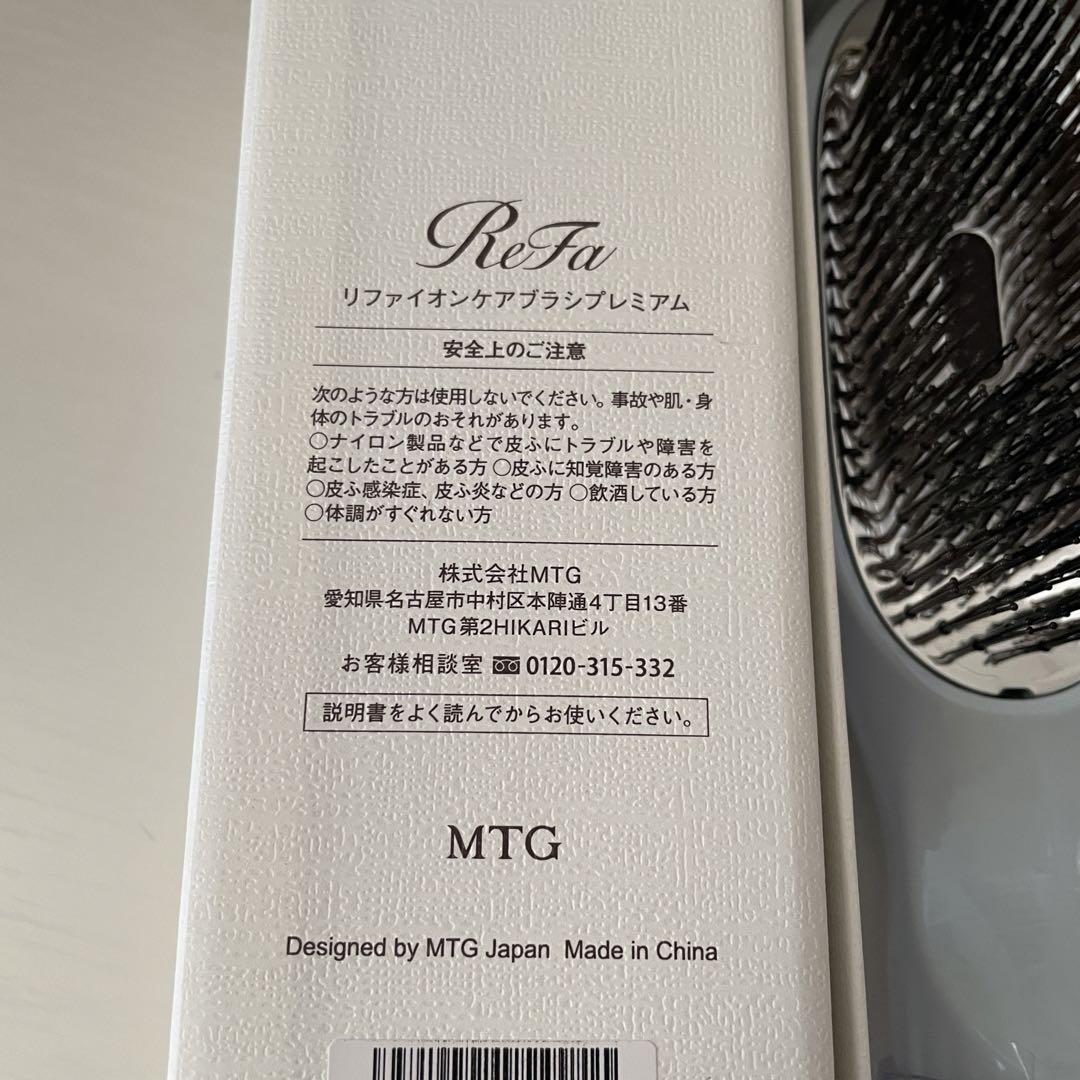 ReFa
リファイオンケアブラシプレミアム
安全上のご注意
次のような方は使用しないでください。事故や肌・身
体のトラブルのおそれがあります。
○ナイロン製品などで皮ふにトラブルや障害を
起こしたことがある方 ○皮ふに知覚障害のある方
○皮ふ感染症、皮ふ炎などの方 ○飲酒している方
○体調がすぐれない方
株式会社MTG
愛知県名古屋市中村区本陣通4丁目13番
MTG第2HIKARIビル
お客様相談室 0120-315-332
説明書をよく読んでからお使いください。
MTG
Designed by MTG Japan Made in China